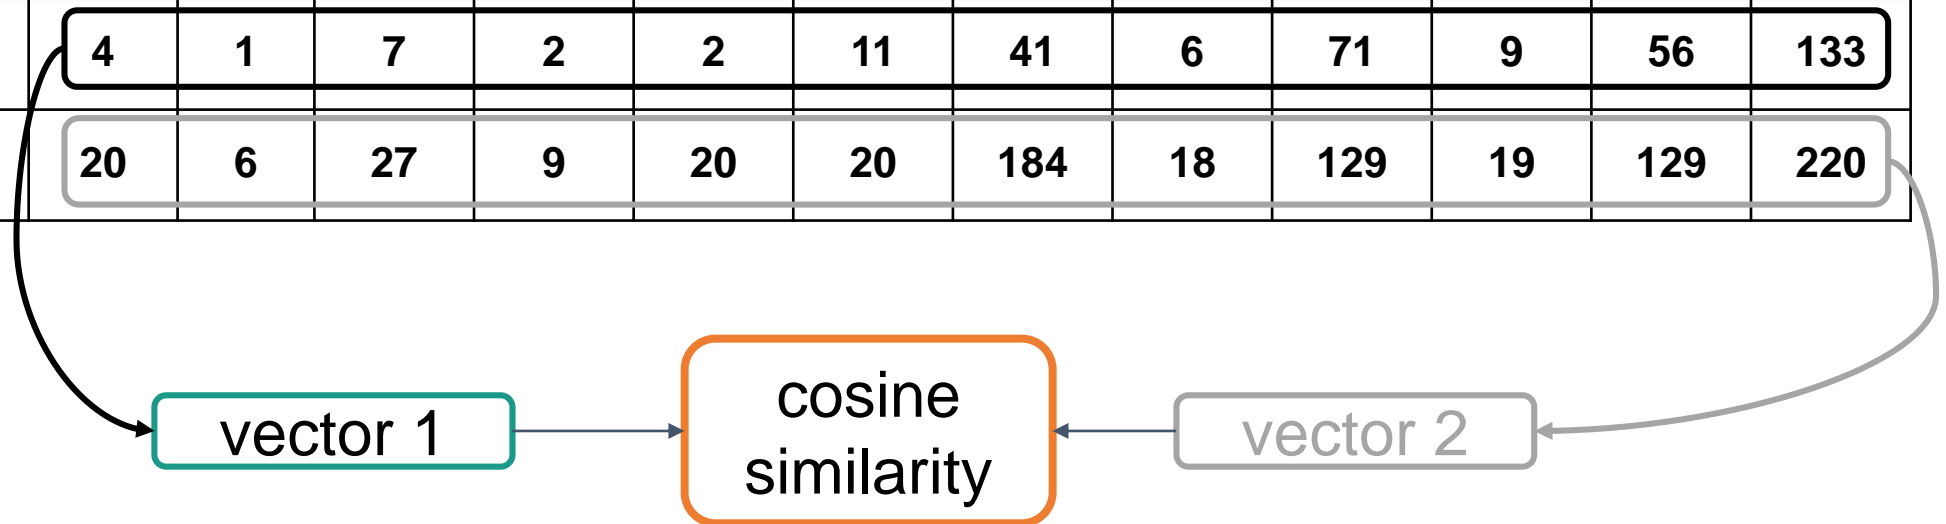 4 1 7 2 2 11 41 6 71 9 56 133
20 6 27 9 20 20 184 18 129 19 129 220
vector 1
cosine
similarity
vector 2